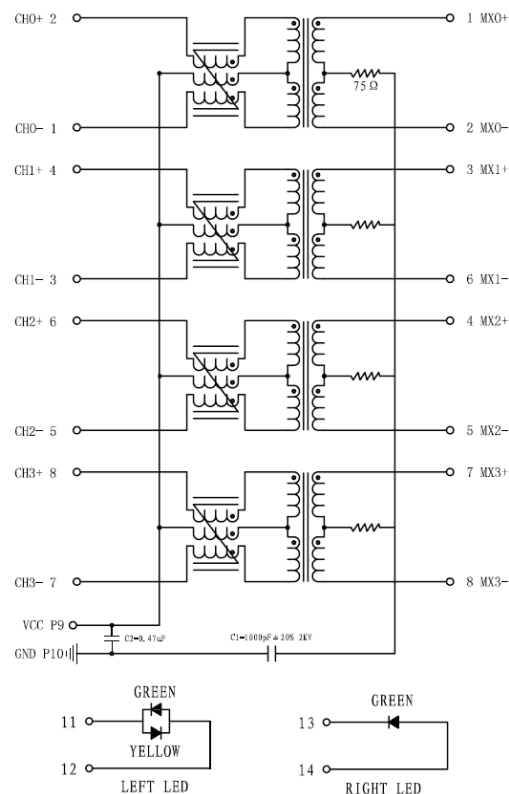 CH0+ 2
1 MX0+
75Ω
CH0- 1
2 MX0-
CH1+ 4
3 MX1+
CH1- 3
6 MX1-
CH2+ 6
4 MX2+
CH2- 5
5 MX2-
CH3+ 8
7 MX3+
CH3- 7
8 MX3-
VCC P9
C2=0.47uF
C1=1000pF±20% 2KV
GND P10
GREEN
GREEN
11
13
YELLOW
12
14
LEFT LED
RIGHT LED